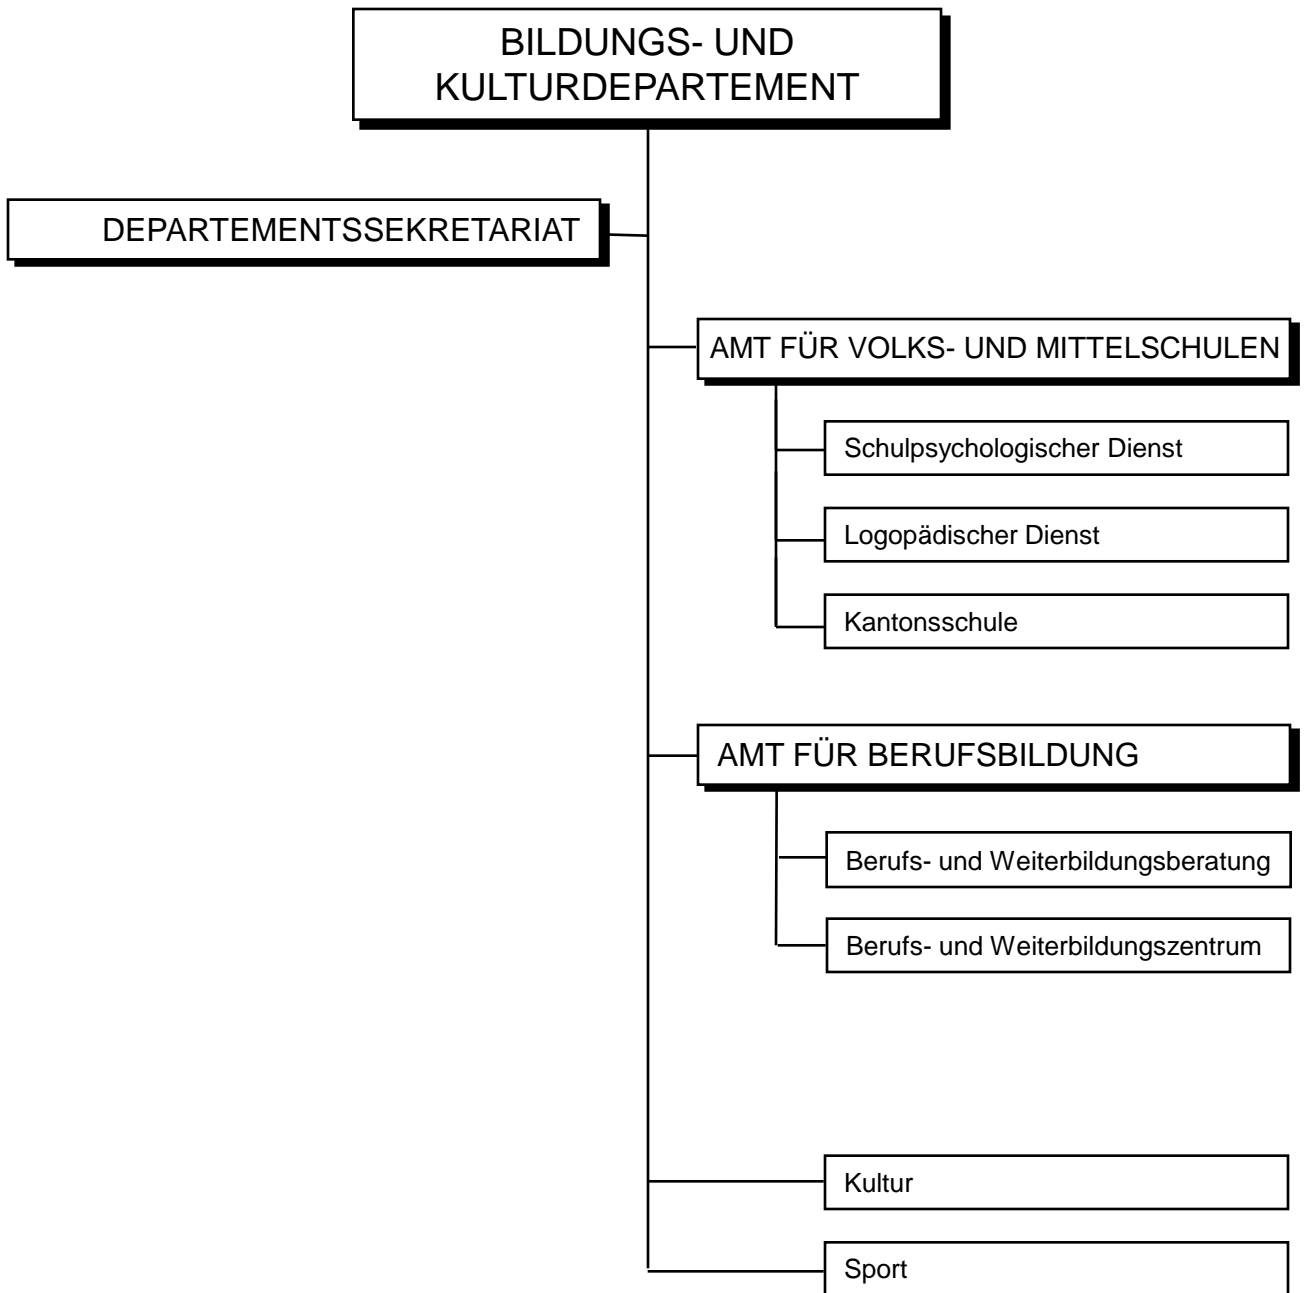 BILDUNGS- UND
KULTURDEPARTEMENT
DEPARTEMENTSSEKRETARIAT
AMT FÜR VOLKS- UND MITTELSCHULEN
Schulpsychologischer Dienst
Logopädischer Dienst
Kantonsschule
AMT FÜR BERUFSBILDUNG
Berufs- und Weiterbildungsberatung
Berufs- und Weiterbildungszentrum
Kultur
Sport